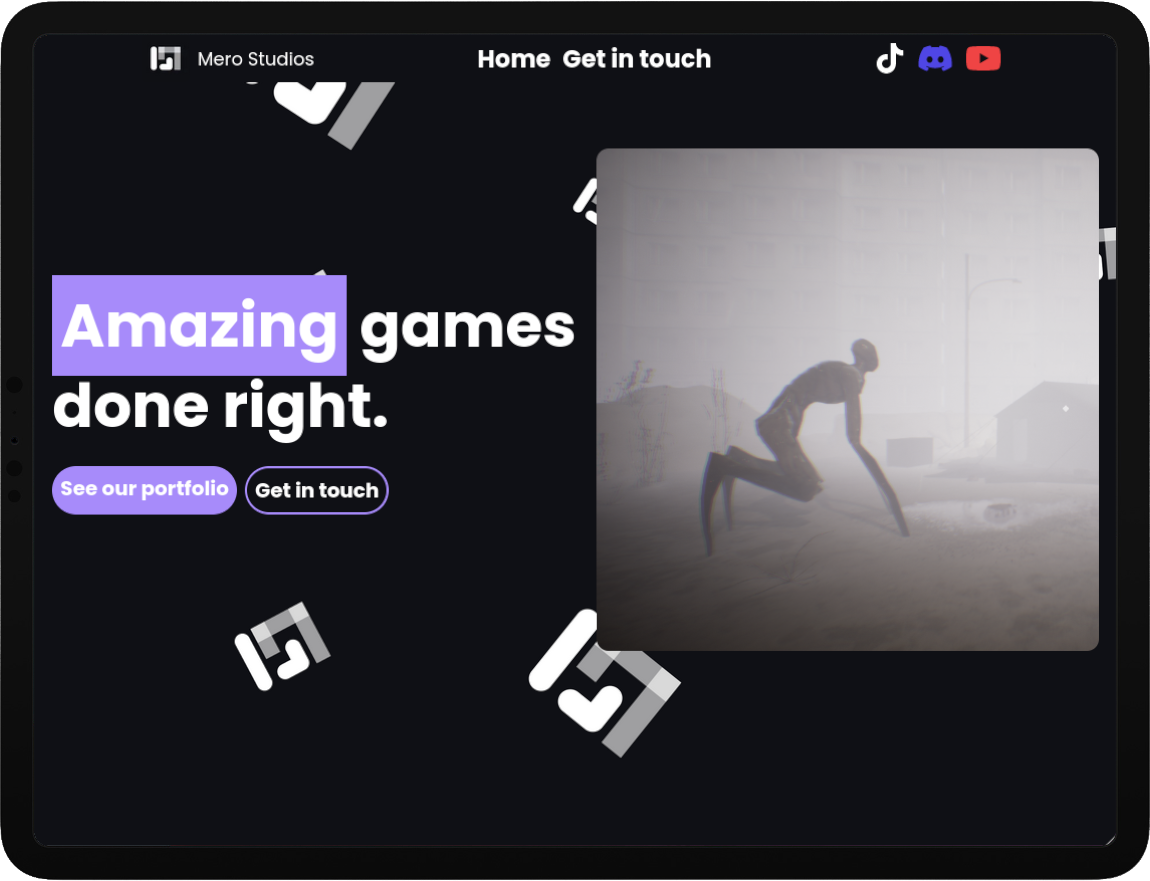 Mero Studios
Home Get in touch
Amazing games
done right.
See our portfolio
Get in touch